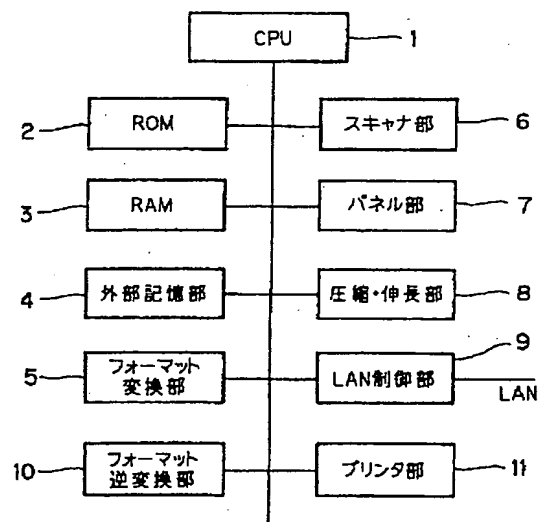 CPU
1
2
ROM
スキャナ部
6
3
RAM
パネル部
7
4
外部記憶部
圧縮・伸長部
8
5
フォーマット
変換部
LAN制御部
9
LAN
10
フォーマット
逆変換部
プリンタ部
11